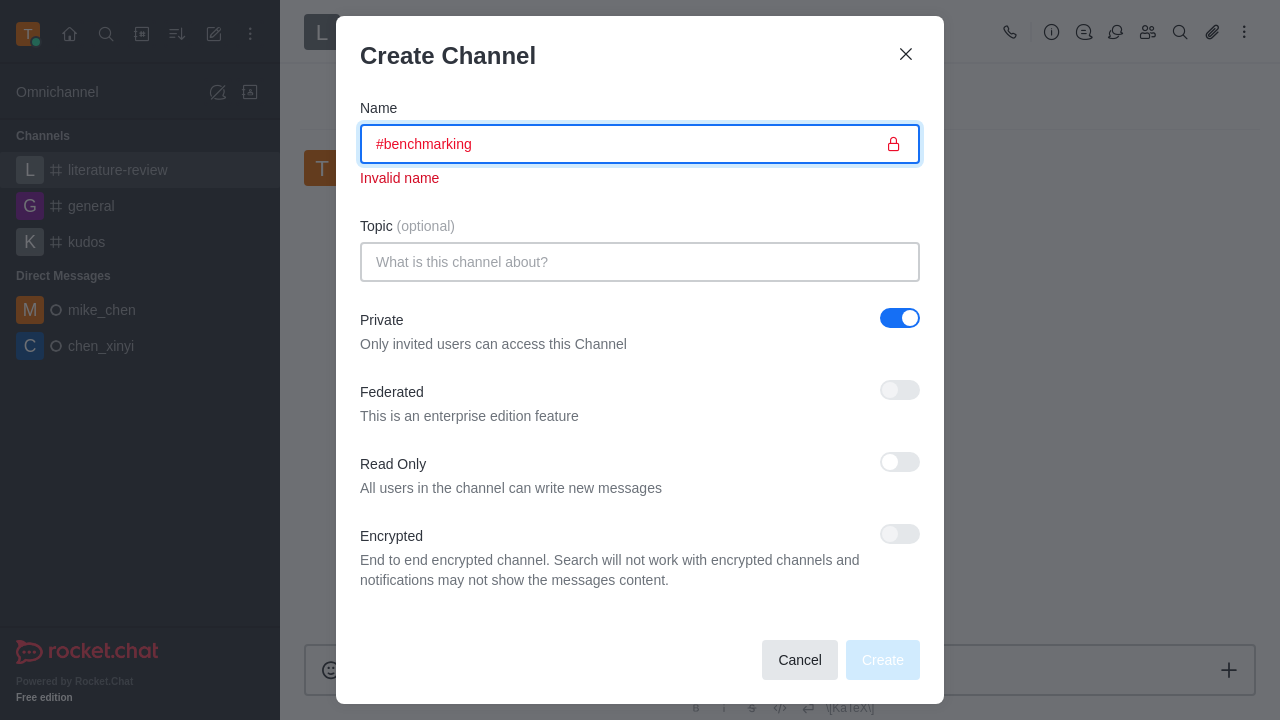 T
L
Create Channel
Omnichannel
Name
Channels
#benchmarking
L literature-review
T
Invalid name
G general
Topic (optional)
K kudos
What is this channel about?
Direct Messages
M mike_chen
Private
C chen_xinyi
Only invited users can access this Channel
Federated
This is an enterprise edition feature
Read Only
All users in the channel can write new messages
Encrypted
End to end encrypted channel. Search will not work with encrypted channels and
notifications may not show the messages content.
rocket.chat
Cancel
Create
Powered by Rocket.Chat
Free edition
\[KaTeX\]